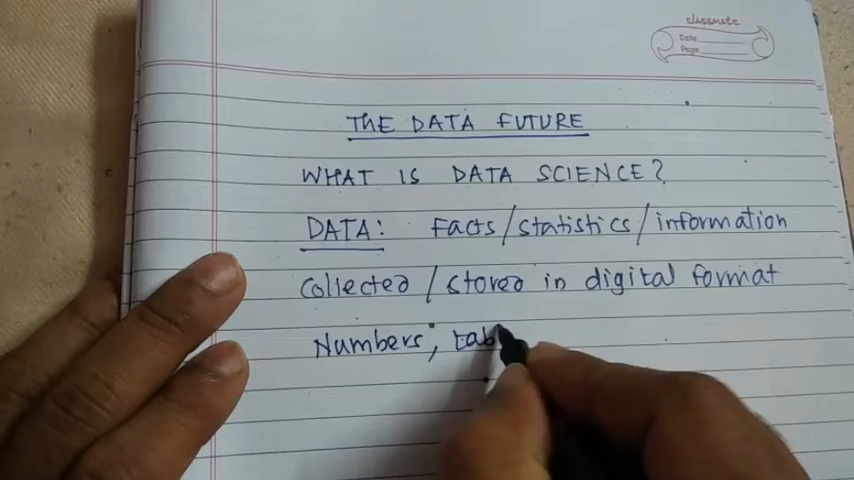 classmate
Date
Page
THE DATA FUTURE
WHAT IS DATA SCIENCE?
DATA: Facts/statistics/information
Collected/stored in digital format
Numbers, tab